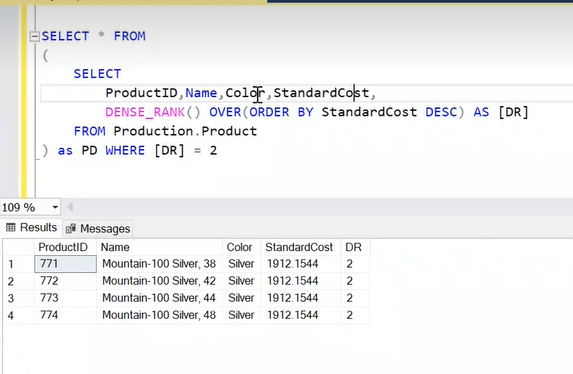 SELECT * FROM
(
SELECT
ProductID,Name,Color,StandardCost,
DENSE_RANK() OVER(ORDER BY StandardCost DESC) AS [DR]
FROM Production.Product
) as PD WHERE [DR] = 2
109 %
Results Messages
ProductID Name Color StandardCost DR
1 771 Mountain-100 Silver, 38 Silver 1912.1544 2
2 772 Mountain-100 Silver, 42 Silver 1912.1544 2
3 773 Mountain-100 Silver, 44 Silver 1912.1544 2
4 774 Mountain-100 Silver, 48 Silver 1912.1544 2